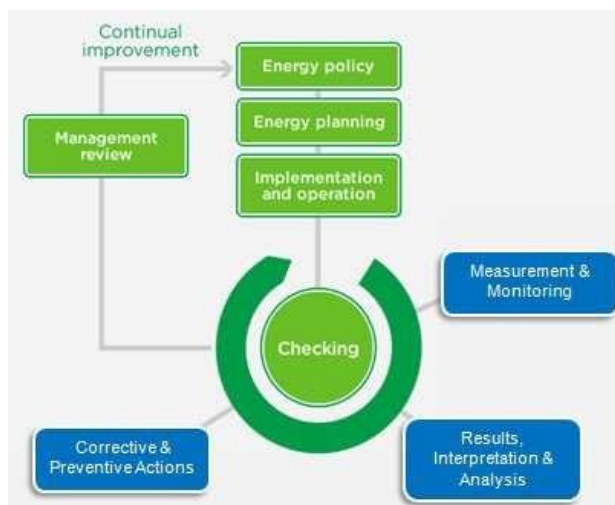 Continual
improvement
Energy policy
Energy planning
Management
review
Implementation
and operation
Measurement &
Monitoring
Checking
Corrective &
Preventive Actions
Results,
Interpretation &
Analysis